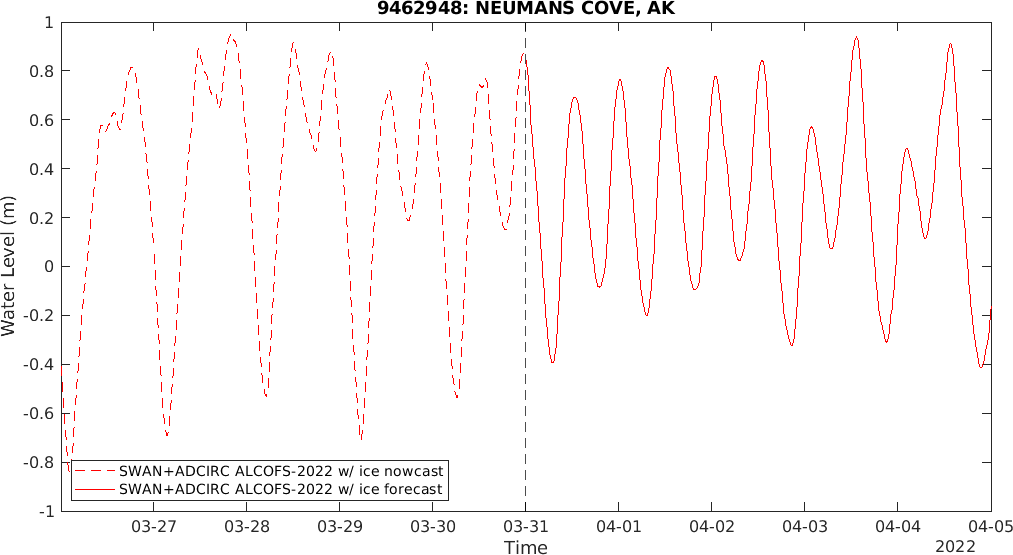 9462948: NEUMANS COVE, AK
Water Level (m)
1
0.8
0.6
0.4
0.2
0
-0.2
-0.4
-0.6
-0.8
-1
SWAN+ADCIRC ALCOFS-2022 w/ ice nowcast
SWAN+ADCIRC ALCOFS-2022 w/ ice forecast
03-27 03-28 03-29 03-30 03-31 04-01 04-02 04-03 04-04 04-05
Time
2022